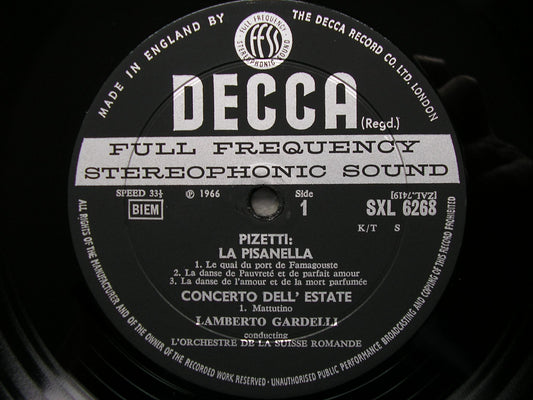 MADE IN ENGLAND BY
FULL FREQUENCY
ffss
STEREOPHONIC SOUND
THE DECCA RECORD CO. LTD. LONDON
DECCA
(Regd.)
FULL FREQUENCY
STEREOPHONIC SOUND
SPEED 33⅓
℗ 1966
Side
[ZAL.7419]
BIEM
1
SXL 6268
K/T S
PIZETTI:
LA PISANELLA
1. Le quai du port de Famagouste
2. La danse de Pauvreté et de parfait amour
3. La danse de l'amour et de la mort parfumée
CONCERTO DELL' ESTATE
1. Mattutino
LAMBERTO GARDELLI
conducting
L'ORCHESTRE DE LA SUISSE ROMANDE
ALL RIGHTS OF THE MANUFACTURER AND OF THE OWNER OF THE RECORDED WORK RESERVED · UNAUTHORISED PUBLIC PERFORMANCE BROADCASTING AND COPYING OF THIS RECORD PROHIBITED